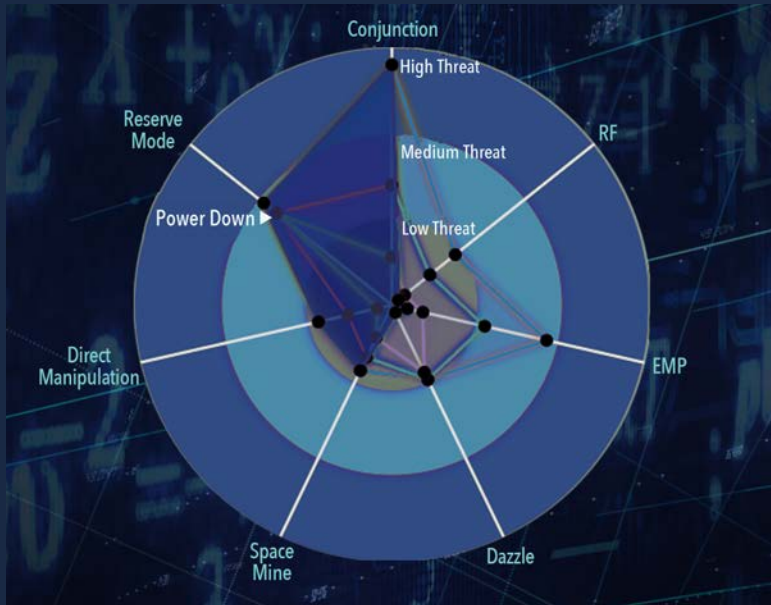 Conjunction
High Threat
Reserve
Mode
RF
Medium Threat
Power Down
Low Threat
Direct
Manipulation
EMP
Space
Mine
Dazzle